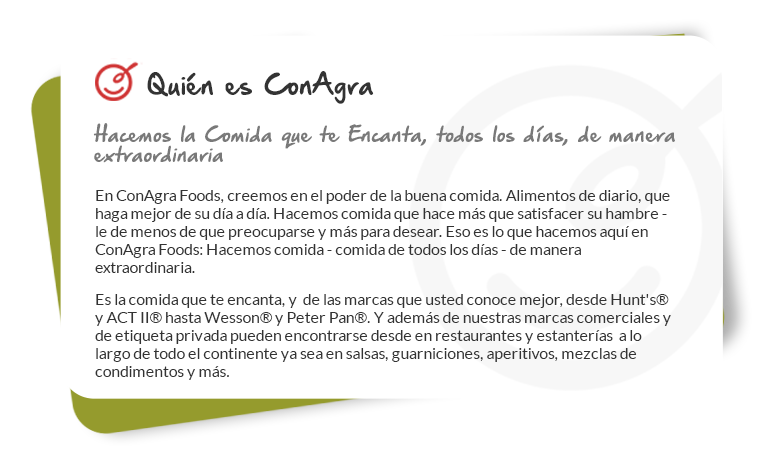 Quién es ConAgra
Hacemos la Comida que te Encanta, todos los días, de manera
extraordinaria
En ConAgra Foods, creemos en el poder de la buena comida. Alimentos de diario, que
haga mejor de su día a día. Hacemos comida que hace más que satisfacer su hambre -
le de menos de que preocuparse y más para desear. Eso es lo que hacemos aquí en
ConAgra Foods: Hacemos comida - comida de todos los días - de manera
extraordinaria.
Es la comida que te encanta, y  de las marcas que usted conoce mejor, desde Hunt's®
y ACT II® hasta Wesson® y Peter Pan®. Y además de nuestras marcas comerciales y
de etiqueta privada pueden encontrarse desde en restaurantes y estanterías  a lo
largo de todo el continente ya sea en salsas, guarniciones, aperitivos, mezclas de
condimentos y más.